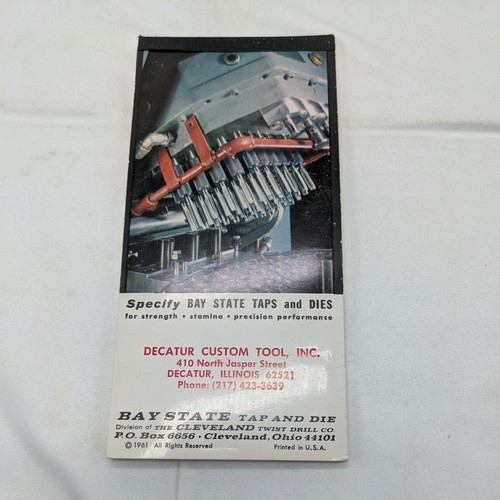 Specify BAY STATE TAPS and DIES
for strength • stamina • precision performance
DECATUR CUSTOM TOOL, INC.
410 North Jasper Street
DECATUR, ILLINOIS 62521
Phone: (217) 423-3639
BAY STATE TAP AND DIE
Division of THE CLEVELAND TWIST DRILL CO.
P.O. Box 6656 • Cleveland, Ohio 44101
© 1961 All Rights Reserved Printed in U.S.A.